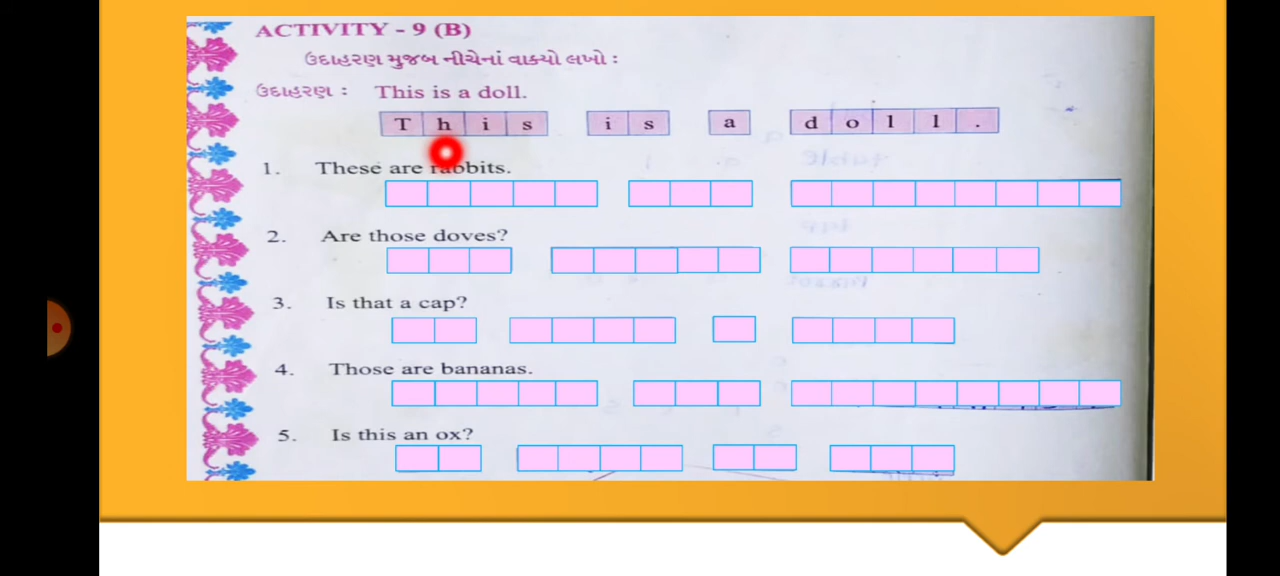 ACTIVITY - 9 (B)
ઉદાહરણ મુજબ નીચેનાં વાક્યો લખો :
ઉદાહરણ : This is a doll.
T h i s i s a d o l l .
1. These are rabbits.
2. Are those doves?
3. Is that a cap?
4. Those are bananas.
5. Is this an ox?